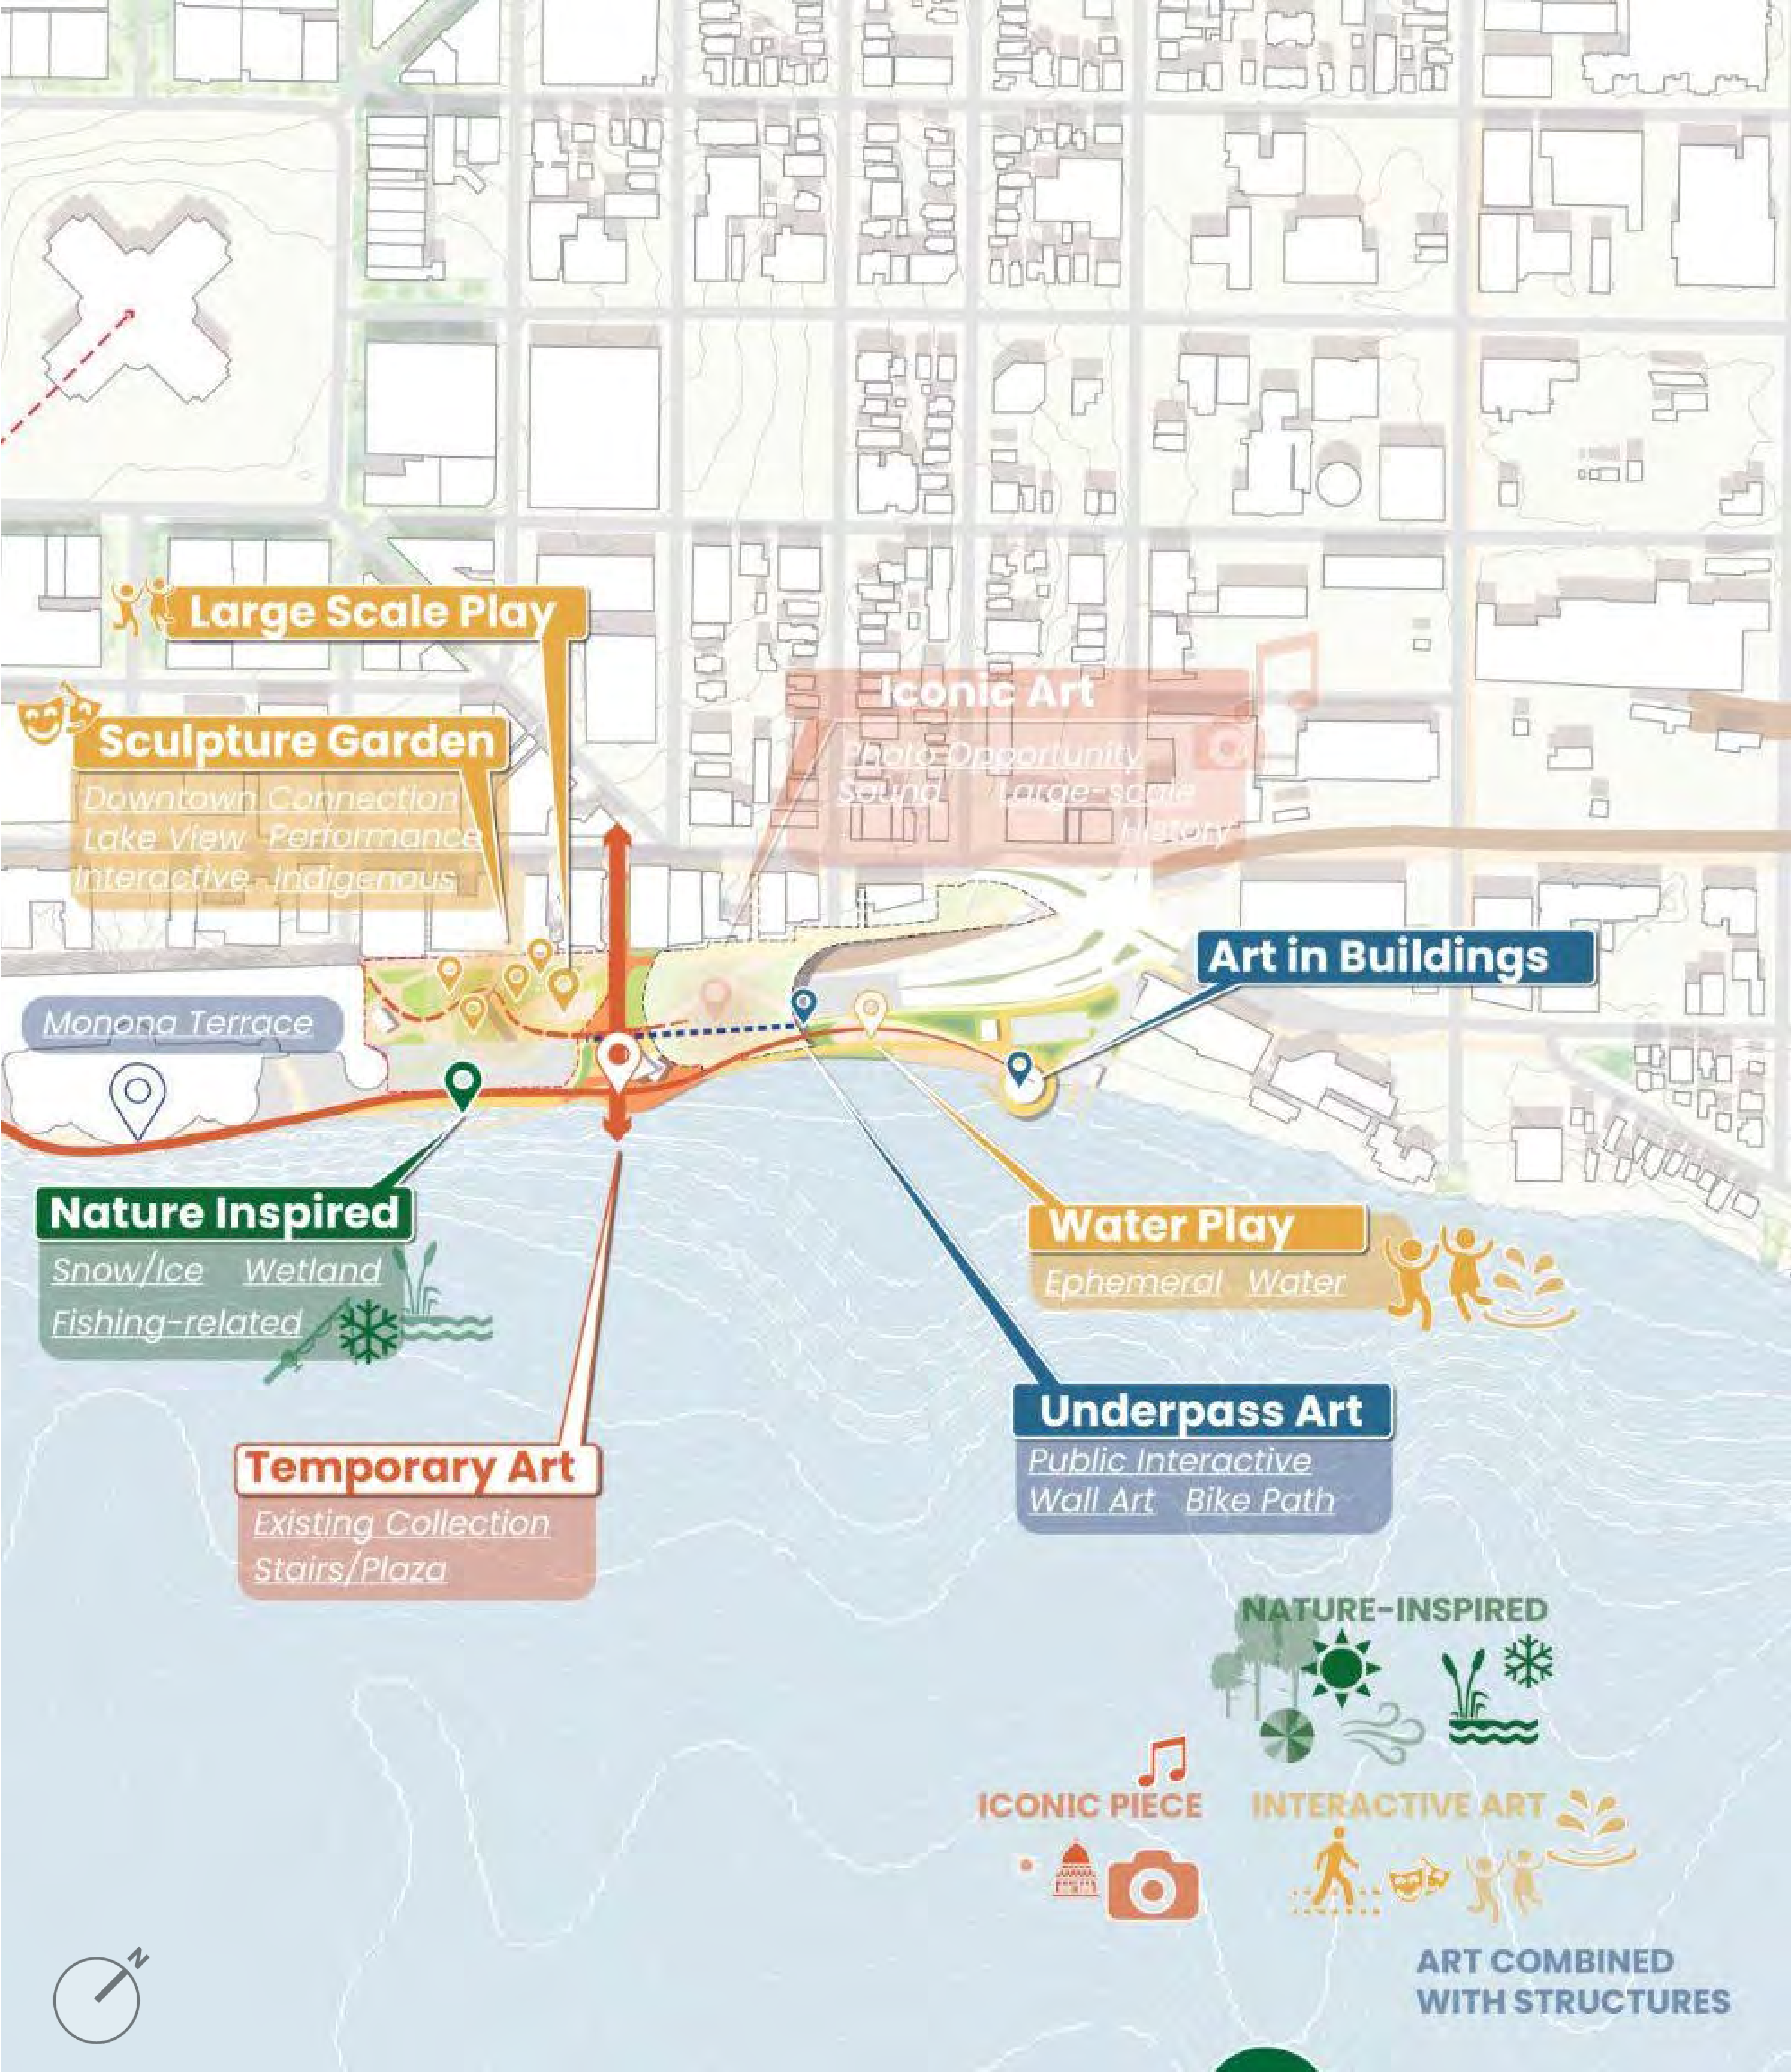 Large Scale Play
Iconic Art
Photo Opportunity
Sound Large-scale
History
Sculpture Garden
Downtown Connection
Lake View Performance
Interactive Indigenous
Art in Buildings
Monona Terrace
Nature Inspired
Snow/Ice Wetland
Fishing-related
Water Play
Ephemeral Water
Underpass Art
Public Interactive
Wall Art Bike Path
Temporary Art
Existing Collection
Stairs/Plaza
NATURE-INSPIRED
ICONIC PIECE INTERACTIVE ART
ART COMBINED
WITH STRUCTURES
N